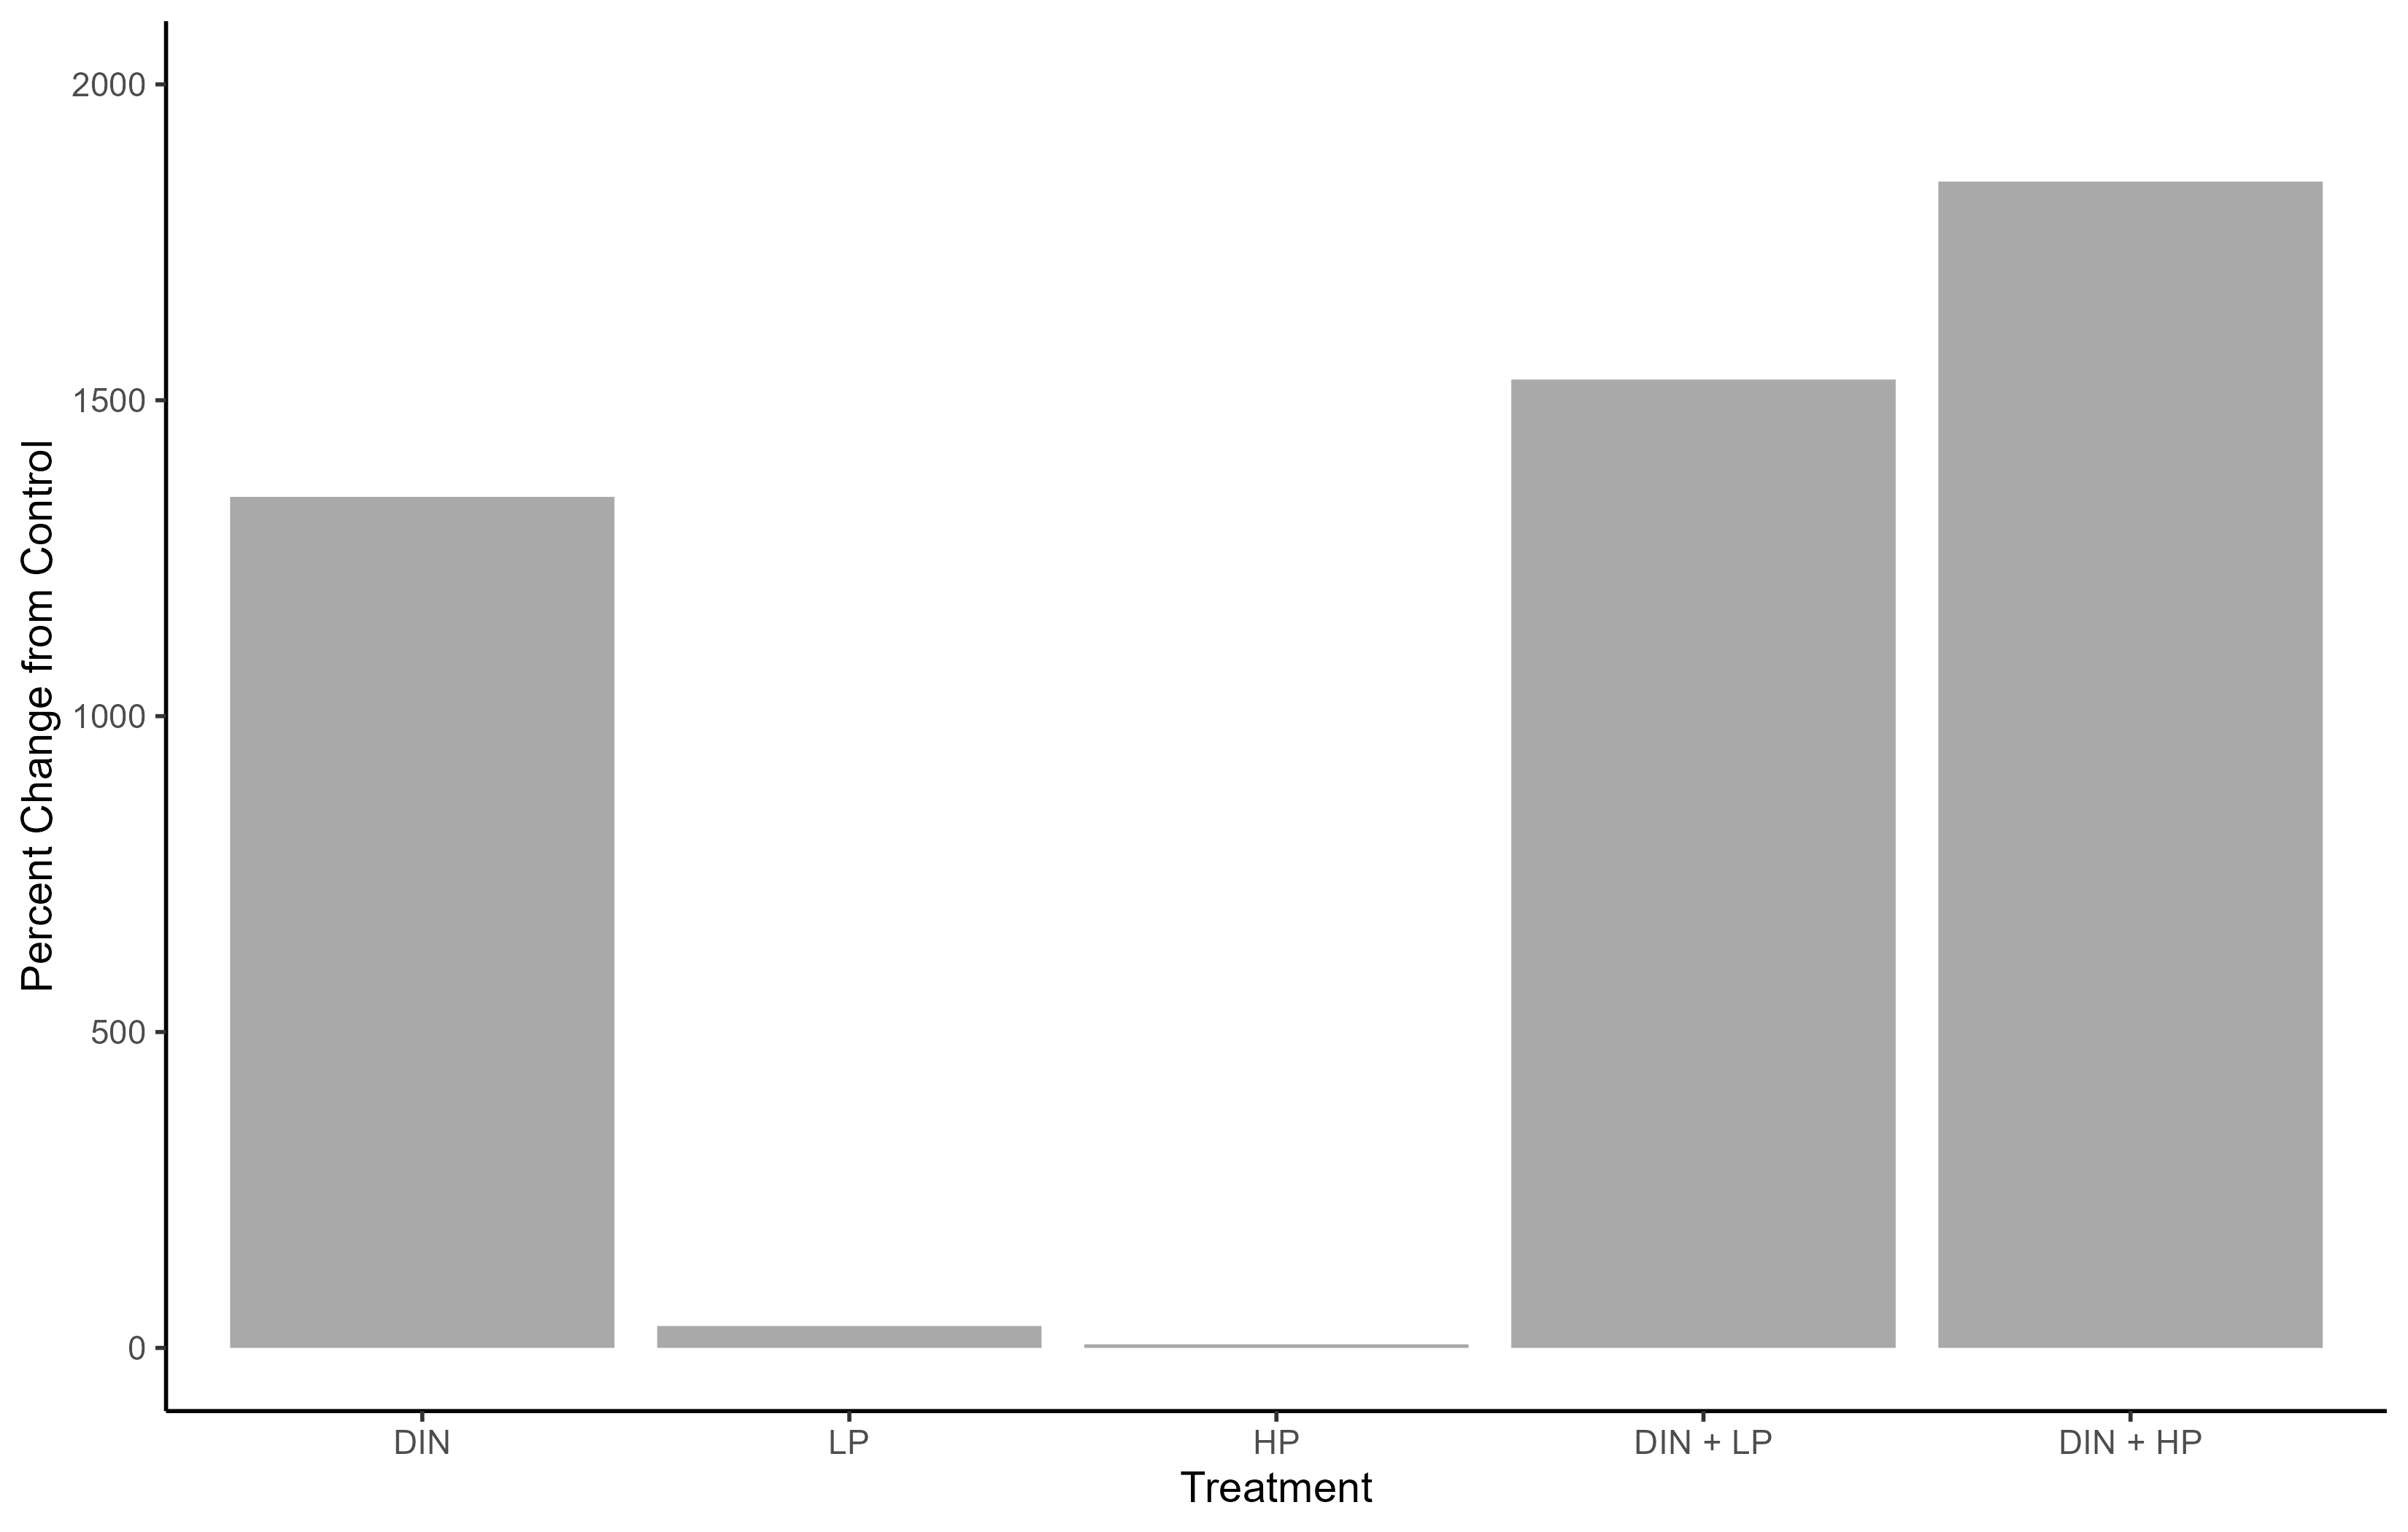 Percent Change from Control
2000
1500
1000
500
0
DIN
LP
HP
DIN + LP
DIN + HP
Treatment